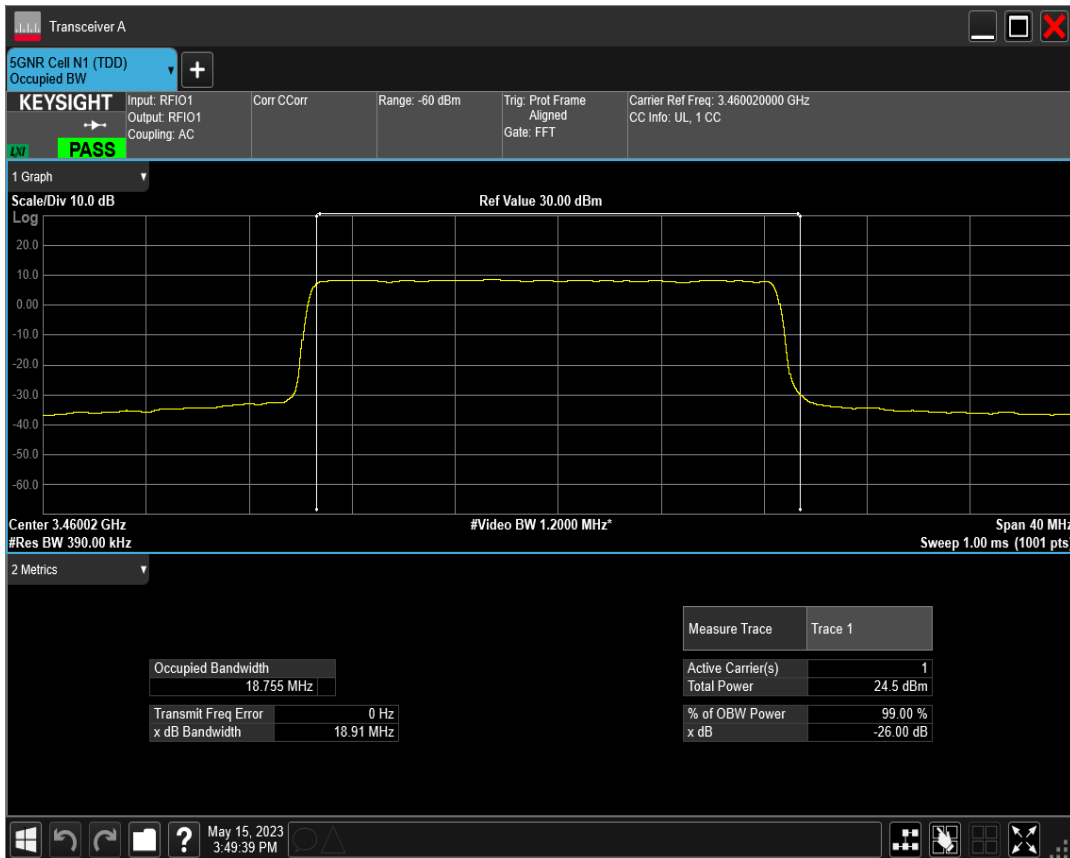 Transceiver A
5GNR Cell N1 (TDD)
Occupied BW
+
KEYSIGHT
LXI
PASS
Input: RFIO1
Output: RFIO1
Coupling: AC
Corr CCorr
Range: -60 dBm
Trig: Prot Frame
Aligned
Gate: FFT
Carrier Ref Freq: 3.460020000 GHz
CC Info: UL, 1 CC
1 Graph
Scale/Div 10.0 dB
Ref Value 30.00 dBm
Log
20.0
10.0
0.00
-10.0
-20.0
-30.0
-40.0
-50.0
-60.0
Center 3.46002 GHz
#Video BW 1.2000 MHz*
Span 40 MHz
#Res BW 390.00 kHz
Sweep 1.00 ms (1001 pts)
2 Metrics
Measure Trace Trace 1
Occupied Bandwidth
18.755 MHz
Transmit Freq Error 0 Hz
x dB Bandwidth 18.91 MHz
Active Carrier(s) 1
Total Power 24.5 dBm
% of OBW Power 99.00 %
x dB -26.00 dB
?
May 15, 2023
3:49:39 PM